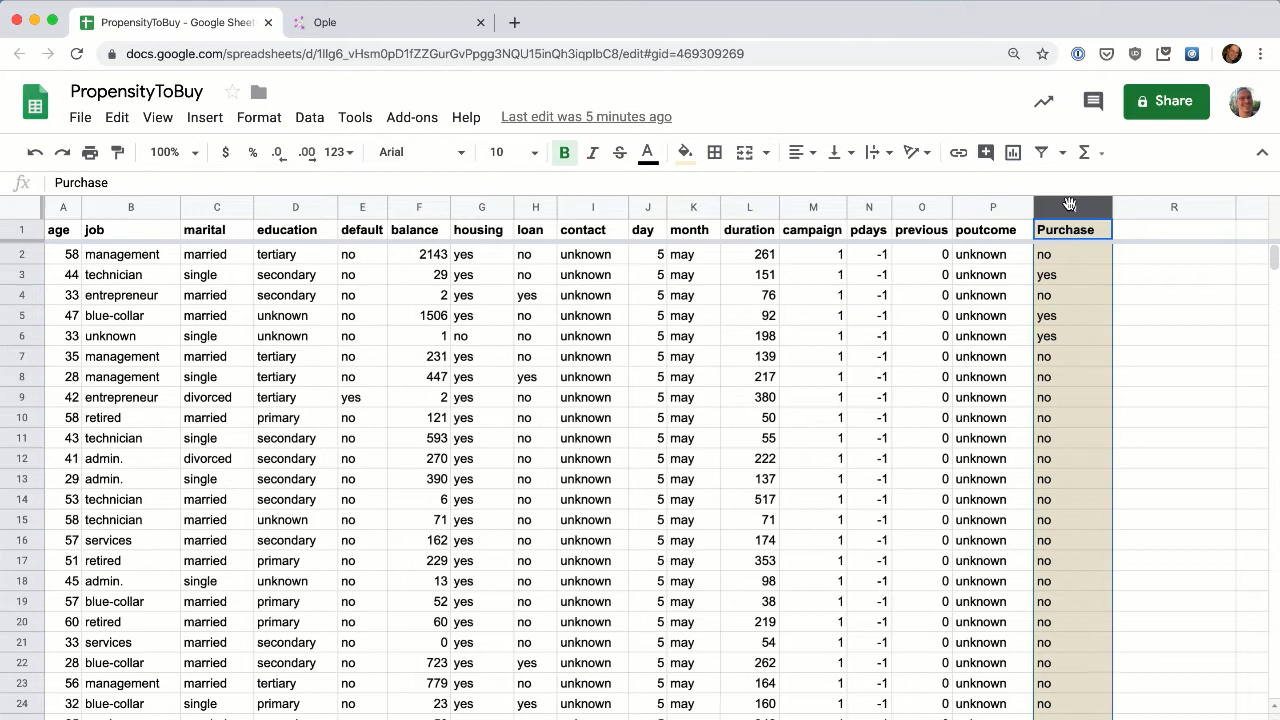 PropensityToBuy - Google Sheet
Ople
docs.google.com/spreadsheets/d/1lIg6_vHsm0pD1fZZGurGvPpgg3NQU15inQh3iqpIbC8/edit#gid=469309269
PropensityToBuy
File Edit View Insert Format Data Tools Add-ons Help Last edit was 5 minutes ago
Share
100% $ % .0 .00 123 Arial 10 B I S A Σ
fx Purchase
A B C D E F G H I J K L M N O P R
1 age job marital education default balance housing loan contact day month duration campaign pdays previous poutcome Purchase
2 58 management married tertiary no 2143 yes no unknown 5 may 261 1 -1 0 unknown no
3 44 technician single secondary no 29 yes no unknown 5 may 151 1 -1 0 unknown yes
4 33 entrepreneur married secondary no 2 yes yes unknown 5 may 76 1 -1 0 unknown no
5 47 blue-collar married unknown no 1506 yes no unknown 5 may 92 1 -1 0 unknown yes
6 33 unknown single unknown no 1 no no unknown 5 may 198 1 -1 0 unknown yes
7 35 management married tertiary no 231 yes no unknown 5 may 139 1 -1 0 unknown no
8 28 management single tertiary no 447 yes yes unknown 5 may 217 1 -1 0 unknown no
9 42 entrepreneur divorced tertiary yes 2 yes no unknown 5 may 380 1 -1 0 unknown no
10 58 retired married primary no 121 yes no unknown 5 may 50 1 -1 0 unknown no
11 43 technician single secondary no 593 yes no unknown 5 may 55 1 -1 0 unknown no
12 41 admin. divorced secondary no 270 yes no unknown 5 may 222 1 -1 0 unknown no
13 29 admin. single secondary no 390 yes no unknown 5 may 137 1 -1 0 unknown no
14 53 technician married secondary no 6 yes no unknown 5 may 517 1 -1 0 unknown no
15 58 technician married unknown no 71 yes no unknown 5 may 71 1 -1 0 unknown no
16 57 services married secondary no 162 yes no unknown 5 may 174 1 -1 0 unknown no
17 51 retired married primary no 229 yes no unknown 5 may 353 1 -1 0 unknown no
18 45 admin. single unknown no 13 yes no unknown 5 may 98 1 -1 0 unknown no
19 57 blue-collar married primary no 52 yes no unknown 5 may 38 1 -1 0 unknown no
20 60 retired married primary no 60 yes no unknown 5 may 219 1 -1 0 unknown no
21 33 services married secondary no 0 yes no unknown 5 may 54 1 -1 0 unknown no
22 28 blue-collar married secondary no 723 yes yes unknown 5 may 262 1 -1 0 unknown no
23 56 management married tertiary no 779 yes no unknown 5 may 164 1 -1 0 unknown no
24 32 blue-collar single primary no 23 yes yes unknown 5 may 160 1 -1 0 unknown no